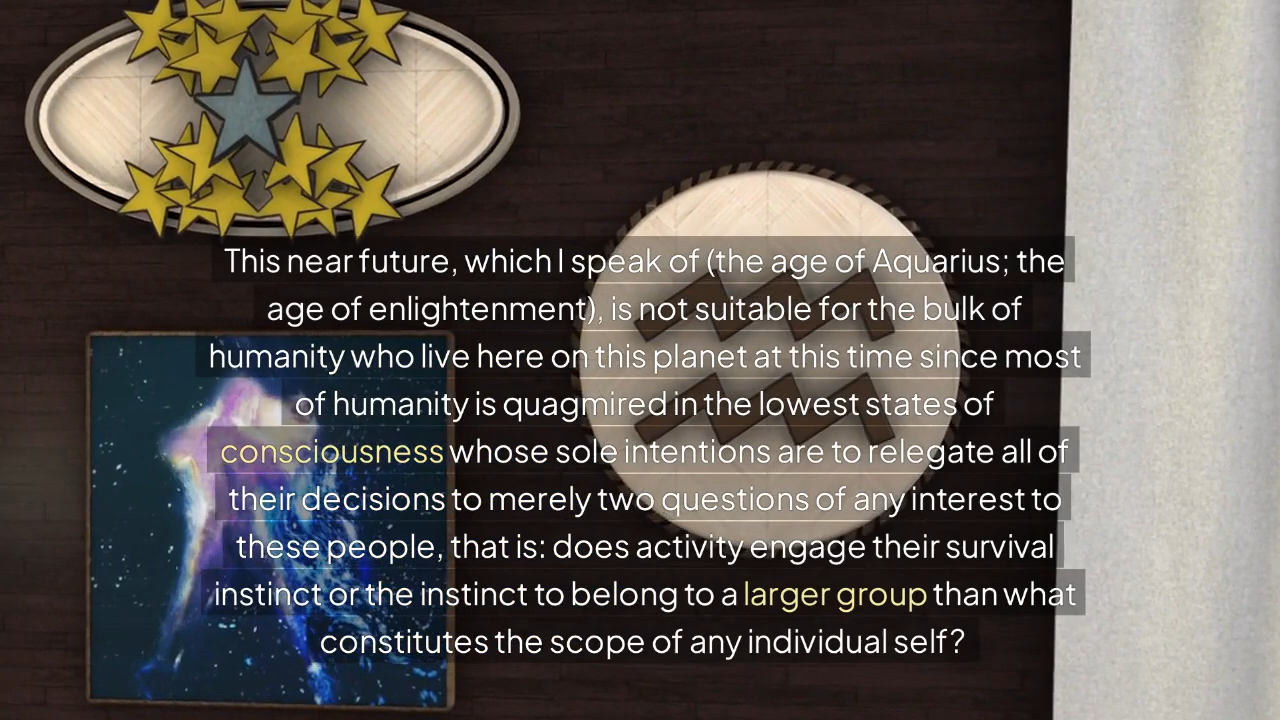 This near future, which I speak of (the age of Aquarius; the
age of enlightenment), is not suitable for the bulk of
humanity who live here on this planet at this time since most
of humanity is quagmired in the lowest states of
consciousness whose sole intentions are to relegate all of
their decisions to merely two questions of any interest to
these people, that is: does activity engage their survival
instinct or the instinct to belong to a larger group than what
constitutes the scope of any individual self?